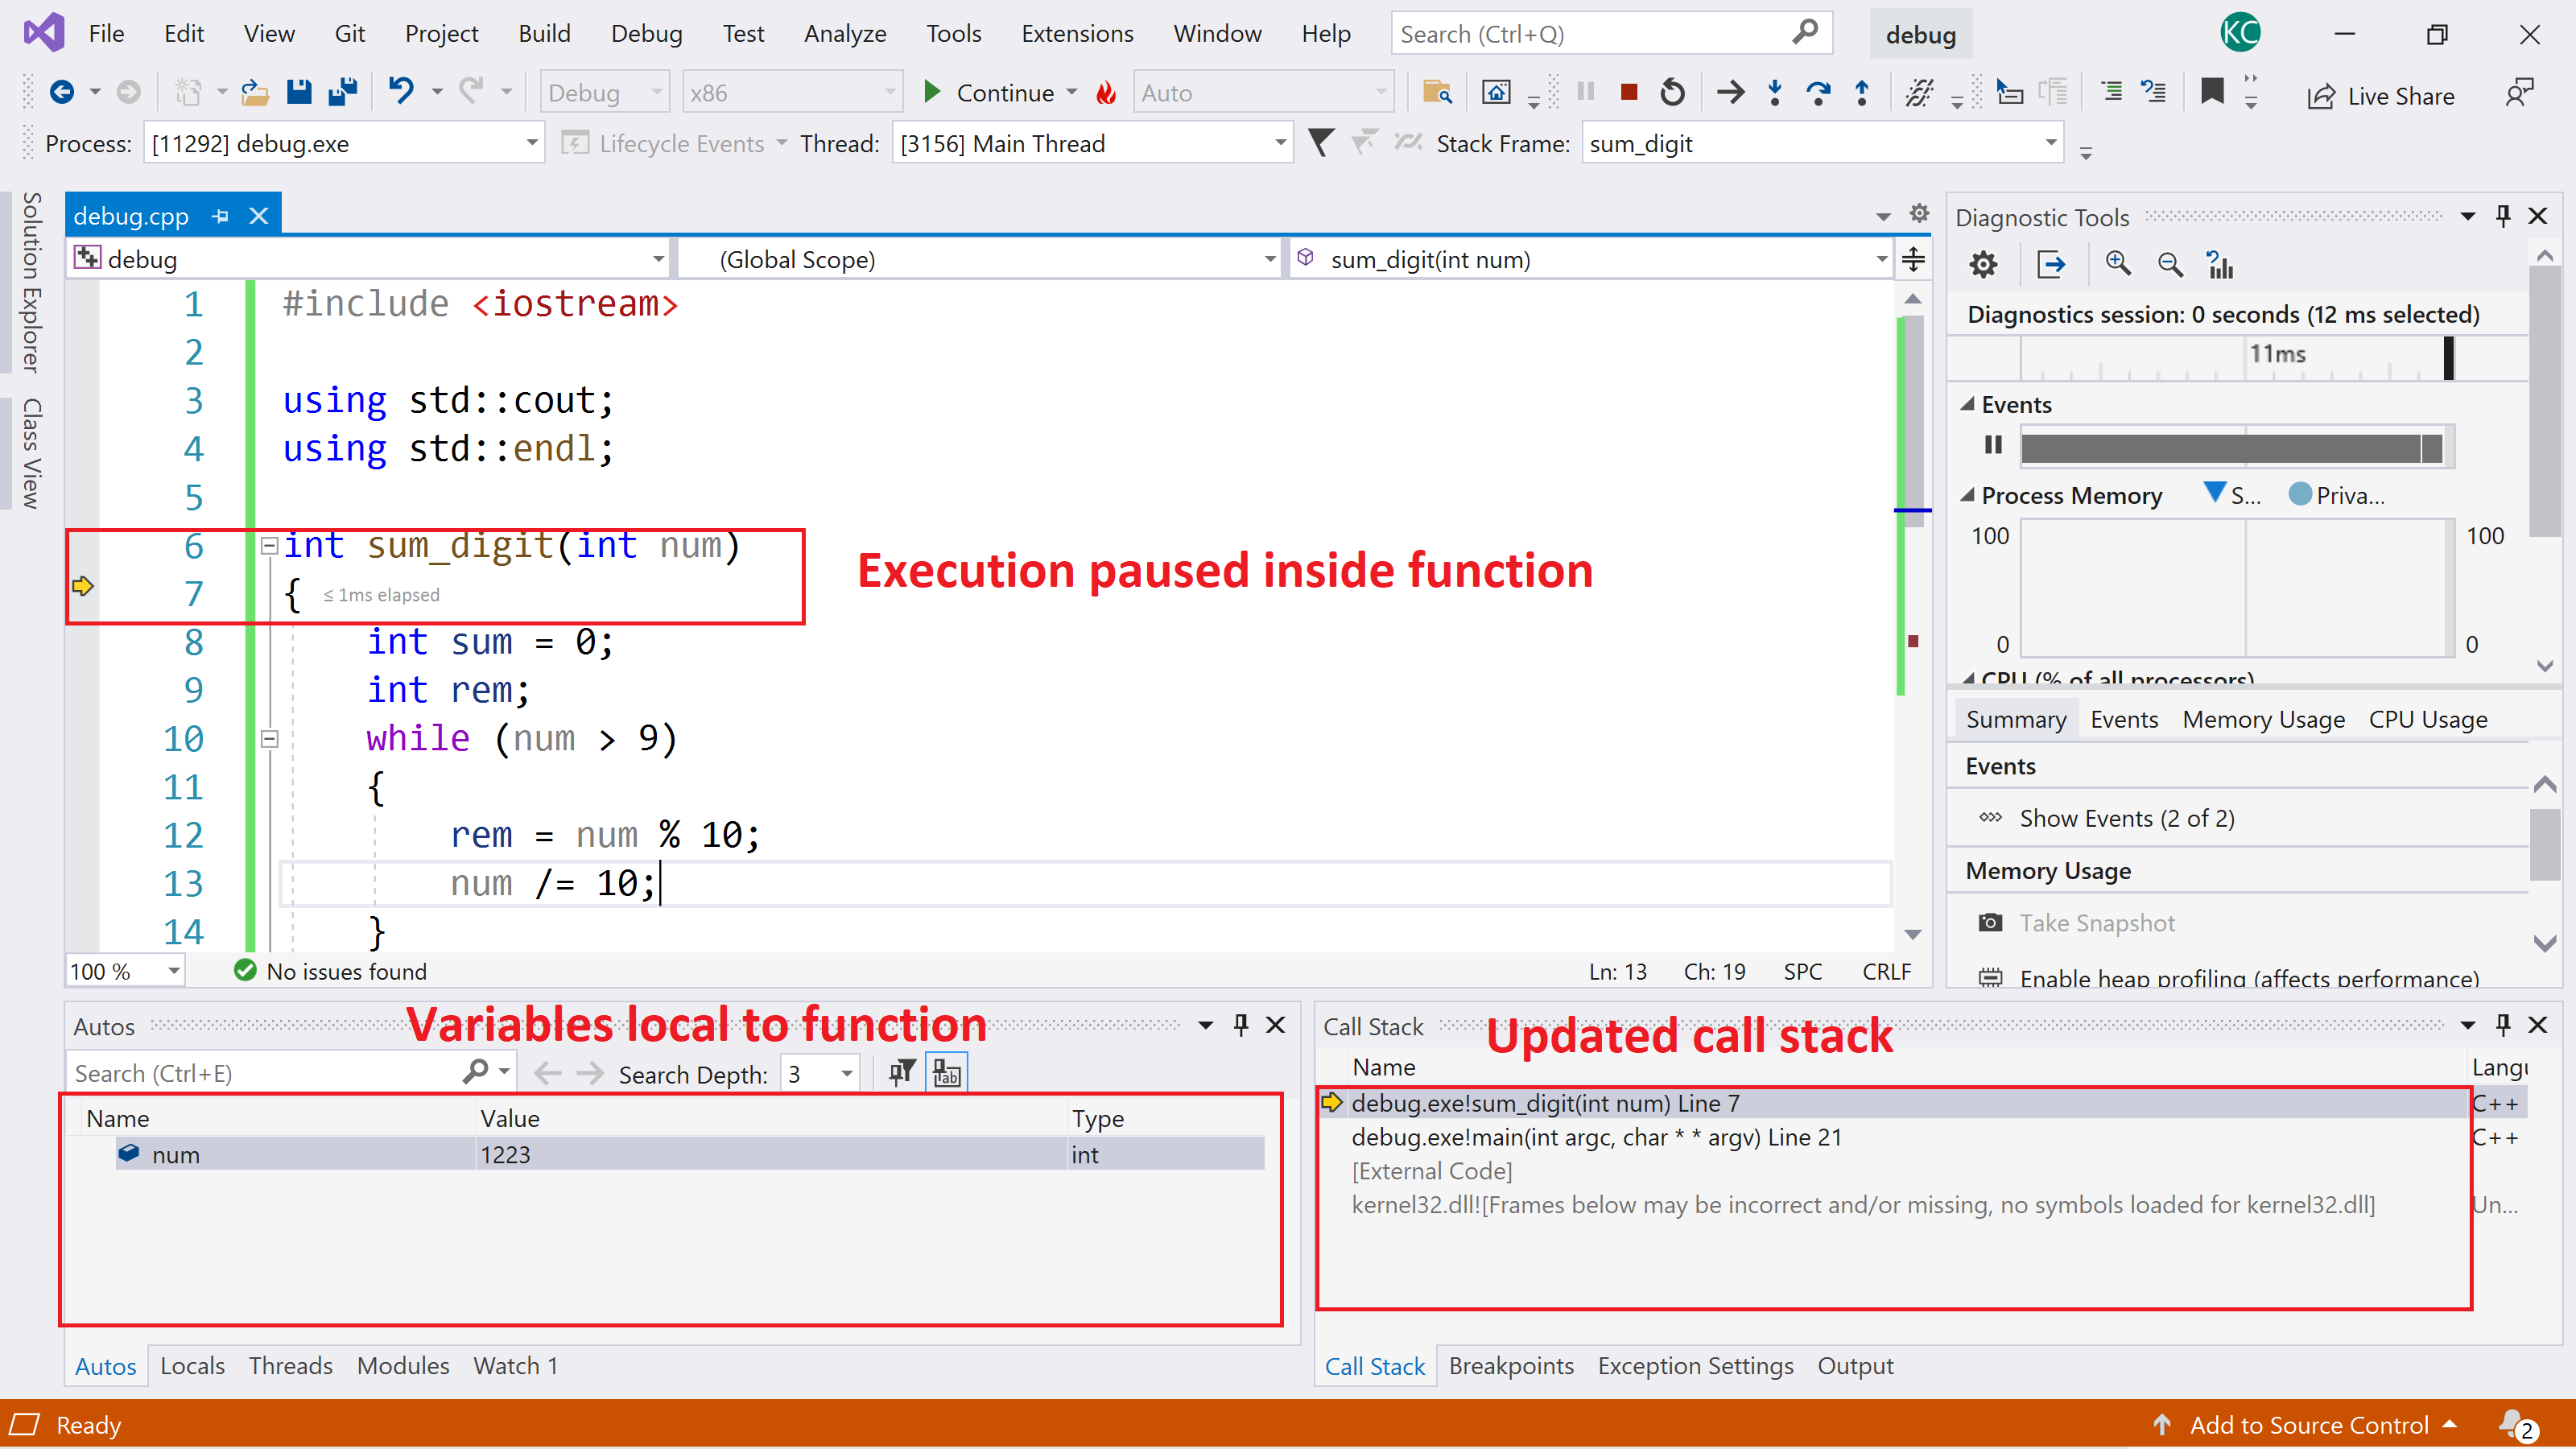 File Edit View Git Project Build Debug Test Analyze Tools Extensions Window Help Search (Ctrl+Q) debug KC
Debug x86 Continue Auto Live Share
Process: [11292] debug.exe Lifecycle Events Thread: [3156] Main Thread Stack Frame: sum_digit
Solution Explorer
Class View
debug.cpp
debug (Global Scope) sum_digit(int num)
1 #include <iostream>
2
3 using std::cout;
4 using std::endl;
5
6 int sum_digit(int num)
7 { ≤ 1ms elapsed
Execution paused inside function
8 int sum = 0;
9 int rem;
10 while (num > 9)
11 {
12 rem = num % 10;
13 num /= 10;
14 }
100 % No issues found Ln: 13 Ch: 19 SPC CRLF
Diagnostic Tools
Diagnostics session: 0 seconds (12 ms selected)
11ms
Events
Process Memory S... Priva...
100 100
0 0
CPU (% of all processors)
Summary Events Memory Usage CPU Usage
Events
Show Events (2 of 2)
Memory Usage
Take Snapshot
Enable heap profiling (affects performance)
Autos Variables local to function
Search (Ctrl+E) Search Depth: 3
Name Value Type
num 1223 int
Autos Locals Threads Modules Watch 1
Call Stack Updated call stack
Name Langu
debug.exe!sum_digit(int num) Line 7 C++
debug.exe!main(int argc, char * * argv) Line 21 C++
[External Code]
kernel32.dll![Frames below may be incorrect and/or missing, no symbols loaded for kernel32.dll] Un...
Call Stack Breakpoints Exception Settings Output
Ready Add to Source Control 2